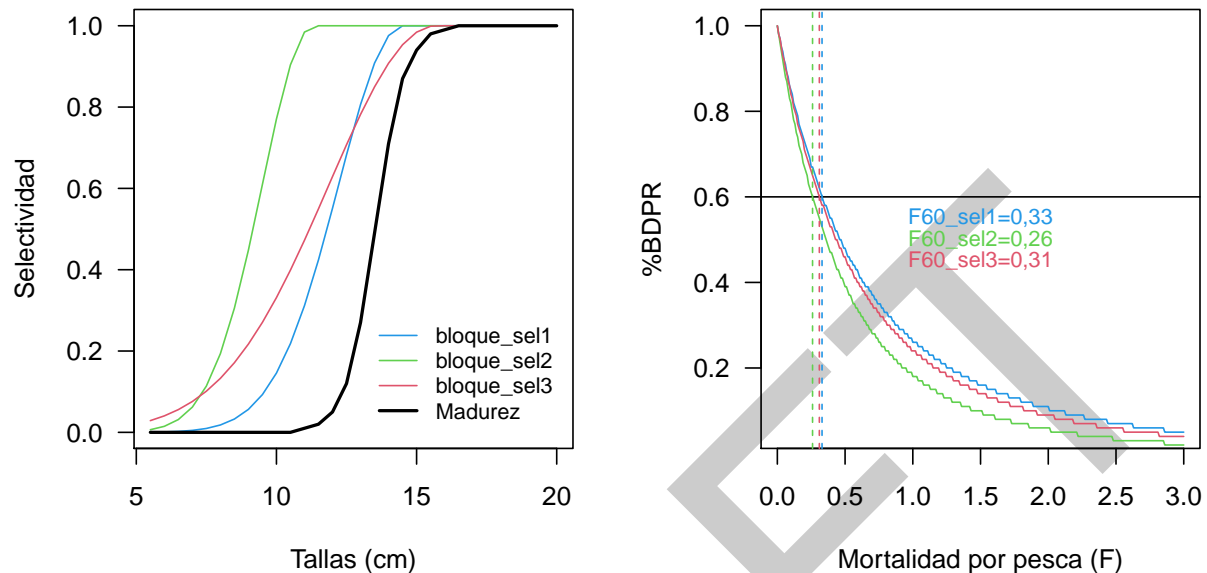 Selectividad
1.0
0.8
0.6
0.4
0.2
0.0
bloque_sel1
bloque_sel2
bloque_sel3
Madurez
5 10 15 20
Tallas (cm)
%BDPR
1.0
0.8
0.6
0.4
0.2
F60_sel1=0,33
F60_sel2=0,26
F60_sel3=0,31
0.0 0.5 1.0 1.5 2.0 2.5 3.0
Mortalidad por pesca (F)